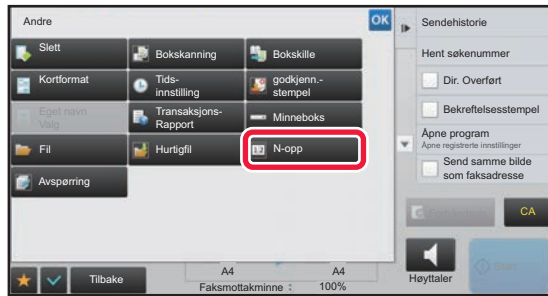 Andre
OK
Slett
Bokskanning
Bokskille
Kortformat
Tids-
innstilling
godkjenn.-
stempel
Eget navn
Valg
Transaksjons-
Rapport
Minneboks
Fil
Hurtigfil
N-opp
Avspørring
Tilbake
A4
A4
Faksmottakminne :
100%
Sendehistorie
Hent søkenummer
Dir. Overført
Bekreftelsesstempel
Åpne program
Åpne registrerte innstillinger
Send samme bilde
som faksadresse
CA
Høyttaler
Start